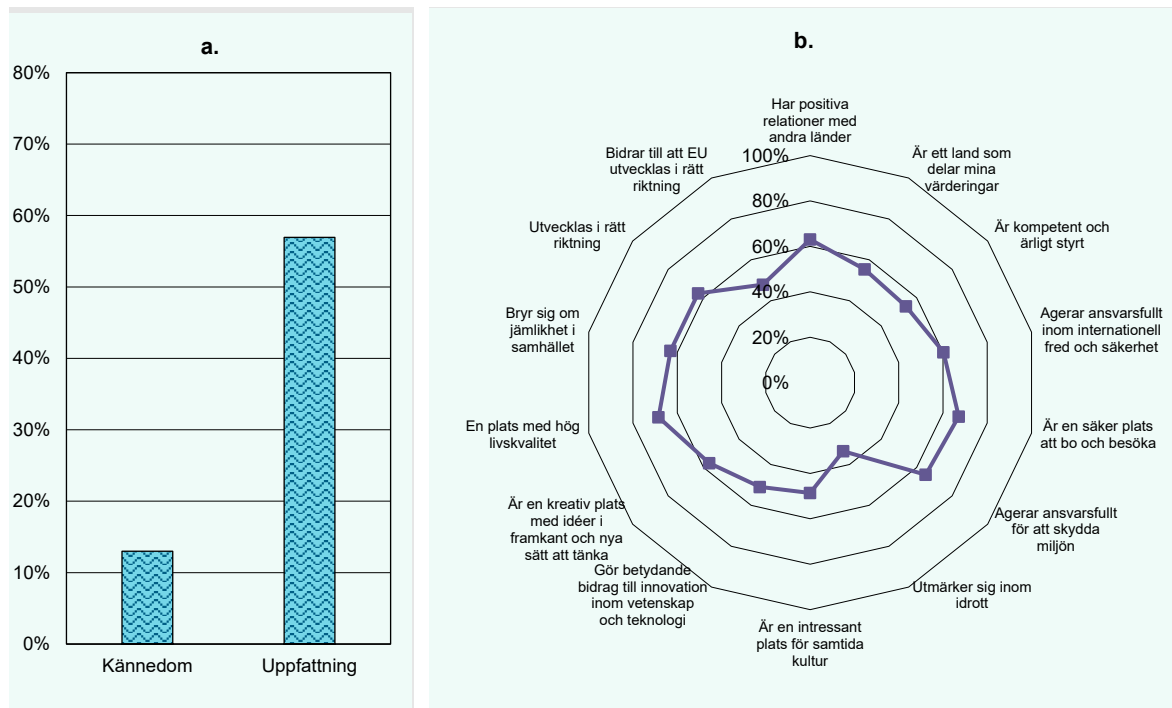 a.
80%
70%
60%
50%
40%
30%
20%
10%
0%
Kännedom
Uppfattning
b.
Har positiva
relationer med
andra länder
Är ett land som
delar mina
värderingar
Är kompetent och
ärligt styrt
Agerar ansvarsfullt
inom internationell
fred och säkerhet
Är en säker plats
att bo och besöka
Agerar ansvarsfullt
för att skydda
miljön
Utmärker sig inom
idrott
Är en intressant
plats för samtida
kultur
Gör betydande
bidrag till innovation
inom vetenskap
och teknologi
Är en kreativ plats
med idéer i
framkant och nya
sätt att tänka
En plats med hög
livskvalitet
Bryr sig om
jämlikhet i
samhället
Utvecklas i rätt
riktning
Bidrar till att EU
utvecklas i rätt
riktning
100%
80%
60%
40%
20%
0%